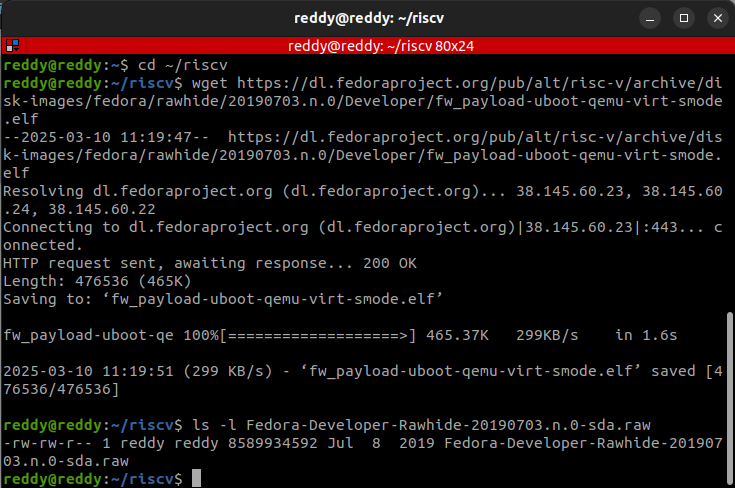 reddy@reddy: ~/riscv
reddy@reddy: ~/riscv 80x24
reddy@reddy:~$ cd ~/riscv
reddy@reddy:~/riscv$ wget https://dl.fedoraproject.org/pub/alt/risc-v/archive/di
sk-images/fedora/rawhide/20190703.n.0/Developer/fw_payload-uboot-qemu-virt-smode
.elf
--2025-03-10 11:19:47--  https://dl.fedoraproject.org/pub/alt/risc-v/archive/dis
k-images/fedora/rawhide/20190703.n.0/Developer/fw_payload-uboot-qemu-virt-smode.
elf
Resolving dl.fedoraproject.org (dl.fedoraproject.org)... 38.145.60.23, 38.145.60
.24, 38.145.60.22
Connecting to dl.fedoraproject.org (dl.fedoraproject.org)|38.145.60.23|:443... c
onnected.
HTTP request sent, awaiting response... 200 OK
Length: 476536 (465K)
Saving to: ‘fw_payload-uboot-qemu-virt-smode.elf’
fw_payload-uboot-qe 100%[===================>] 465.37K   299KB/s    in 1.6s
2025-03-10 11:19:51 (299 KB/s) - ‘fw_payload-uboot-qemu-virt-smode.elf’ saved [4
76536/476536]
reddy@reddy:~/riscv$ ls -l Fedora-Developer-Rawhide-20190703.n.0-sda.raw
-rw-rw-r-- 1 reddy reddy 8589934592 Jul  8  2019 Fedora-Developer-Rawhide-201907
03.n.0-sda.raw
reddy@reddy:~/riscv$